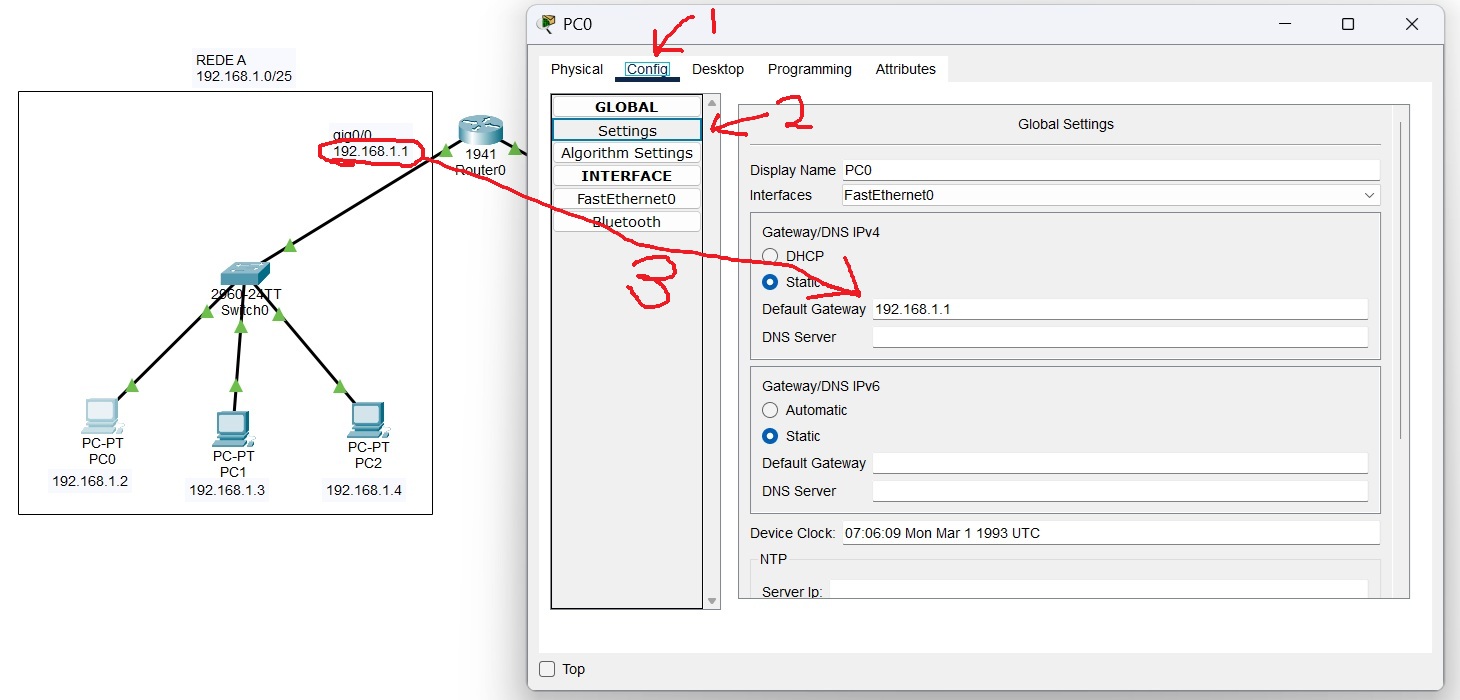 REDE A
192.168.1.0/25
gig0/0
192.168.1.1
1941
Router0
2960-24TT
Switch0
PC-PT
PC0
192.168.1.2
PC-PT
PC1
192.168.1.3
PC-PT
PC2
192.168.1.4
PC0
1
Physical Config Desktop Programming Attributes
GLOBAL
Settings
2
Algorithm Settings
INTERFACE
FastEthernet0
Bluetooth
3
Global Settings
Display Name PC0
Interfaces FastEthernet0
Gateway/DNS IPv4
DHCP
Static
Default Gateway 192.168.1.1
DNS Server
Gateway/DNS IPv6
Automatic
Static
Default Gateway
DNS Server
Device Clock: 07:06:09 Mon Mar 1 1993 UTC
NTP
Server Ip:
Top